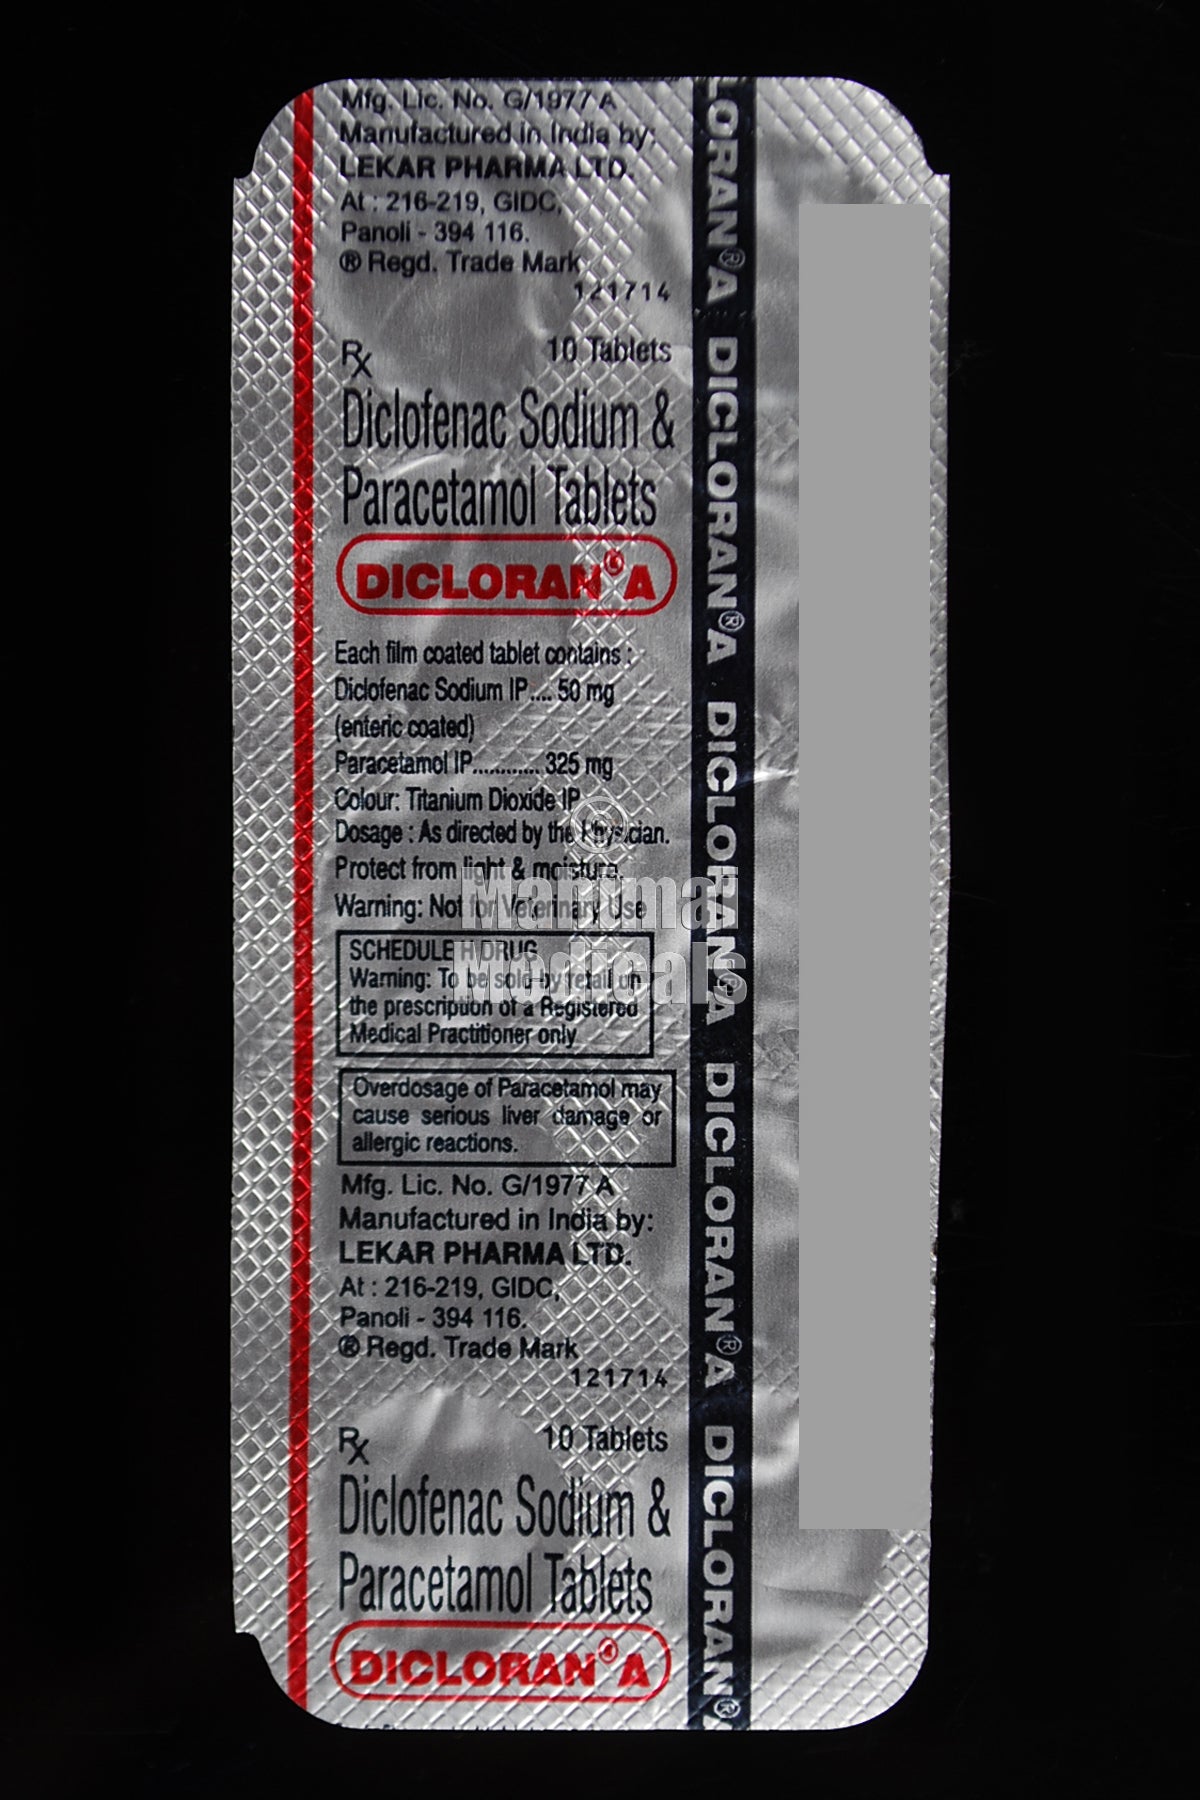 Mfg. Lic. No. G/1977 A
Manufactured in India by:
LEKAR PHARMA LTD.
At : 216-219, GIDC,
Panoli - 394 116.
® Regd. Trade Mark
121714
Rx 10 Tablets
Diclofenac Sodium &
Paracetamol Tablets
DICLORAN® A
Each film coated tablet contains :
Diclofenac Sodium IP.... 50 mg
(enteric coated)
Paracetamol IP............ 325 mg
Colour: Titanium Dioxide IP
Dosage : As directed by the Physician.
Protect from light & moisture.
Warning: Not for Veterinary Use
SCHEDULE H DRUG
Warning: To be sold by retail on
the prescription of a Registered
Medical Practitioner only
Overdosage of Paracetamol may
cause serious liver damage or
allergic reactions.
Mfg. Lic. No. G/1977 A
Manufactured in India by:
LEKAR PHARMA LTD.
At : 216-219, GIDC,
Panoli - 394 116.
® Regd. Trade Mark
121714
Rx 10 Tablets
Diclofenac Sodium &
Paracetamol Tablets
DICLORAN® A
LORAN®A DICLORAN®A DICLORAN®A DICLORAN®A DICLORAN®
©
Manimal
Medicals